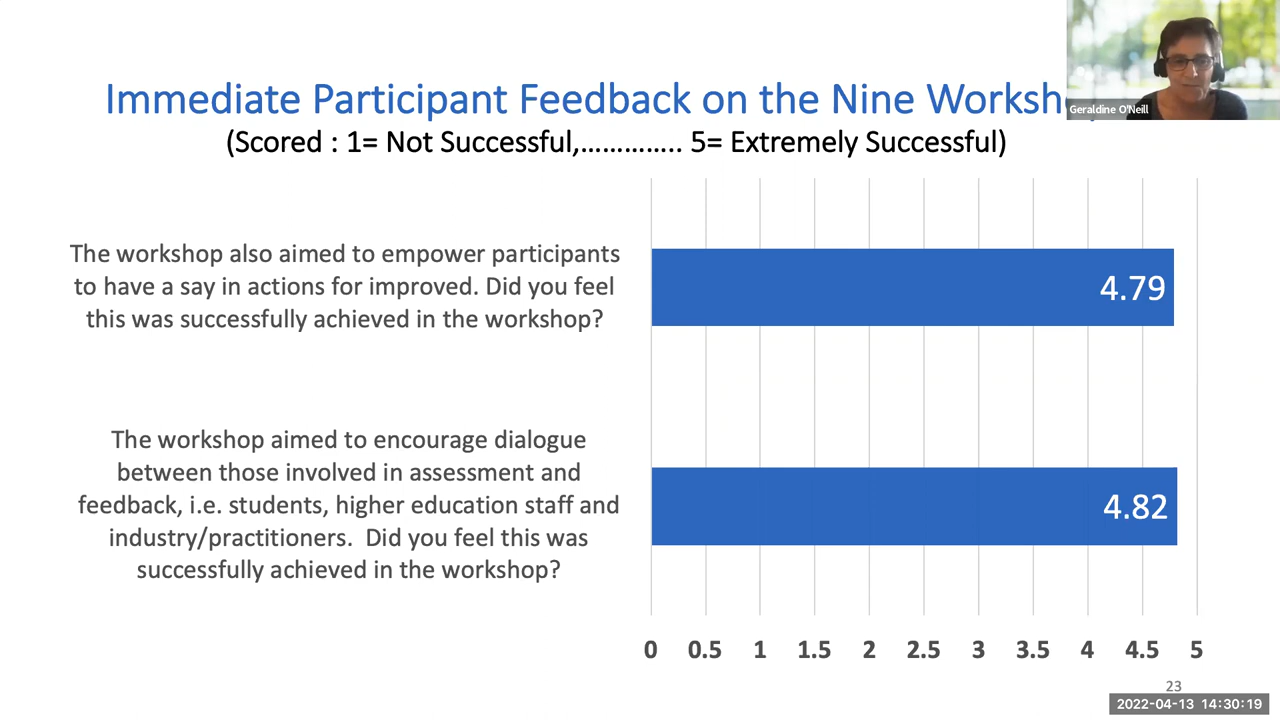 Immediate Participant Feedback on the Nine
(Scored : 1= Not Successful,………….. 5= Extremely Successful)
Geraldine O'Neill
The workshop also aimed to empower participants
to have a say in actions for improved. Did you feel
this was successfully achieved in the workshop?
4.79
The workshop aimed to encourage dialogue
between those involved in assessment and
feedback, i.e. students, higher education staff and
industry/practitioners.  Did you feel this was
successfully achieved in the workshop?
4.82
0 0.5 1 1.5 2 2.5 3 3.5 4 4.5 5
23
2022-04-13 14:30:19